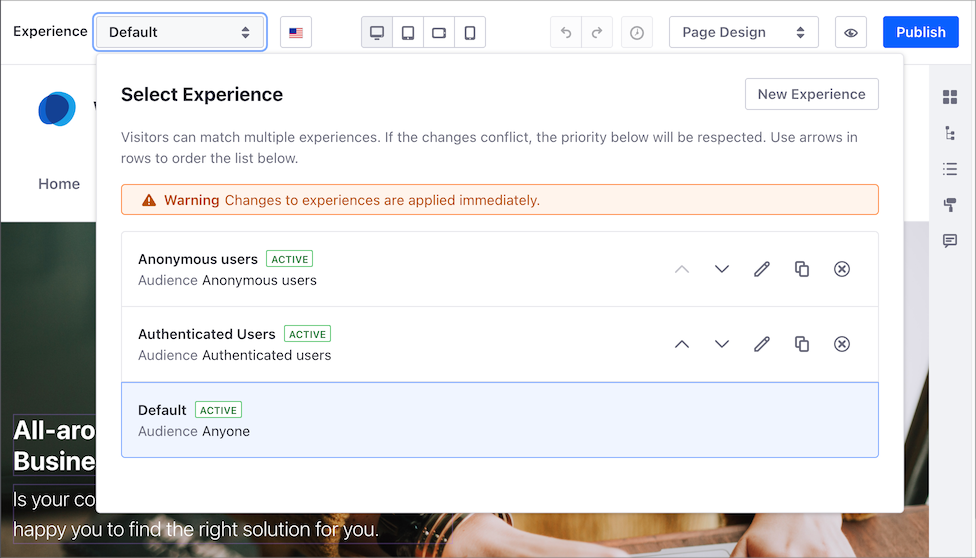 Experience Default Page Design Publish
Select Experience New Experience
Visitors can match multiple experiences. If the changes conflict, the priority below will be respected. Use arrows in
rows to order the list below.
Home
Warning Changes to experiences are applied immediately.
Anonymous users ACTIVE
Audience Anonymous users
Authenticated Users ACTIVE
Audience Authenticated users
Default ACTIVE
Audience Anyone
All-aro
Busine
Is your co
happy you to find the right solution for you.